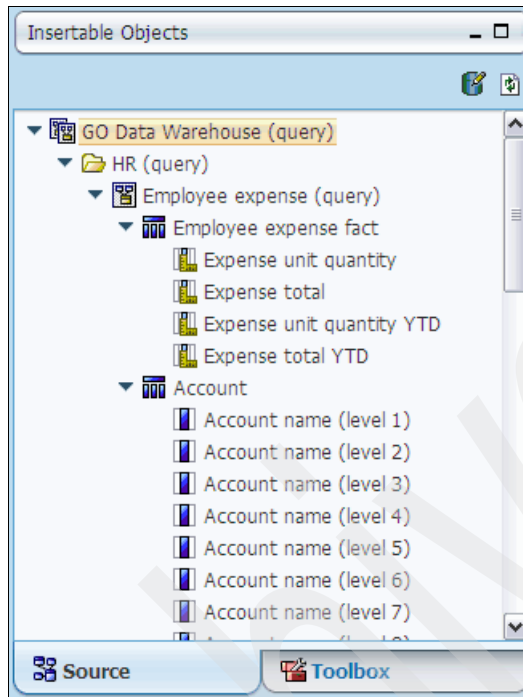 Insertable Objects
GO Data Warehouse (query)
HR (query)
Employee expense (query)
Employee expense fact
Expense unit quantity
Expense total
Expense unit quantity YTD
Expense total YTD
Account
Account name (level 1)
Account name (level 2)
Account name (level 3)
Account name (level 4)
Account name (level 5)
Account name (level 6)
Account name (level 7)
Source
Toolbox